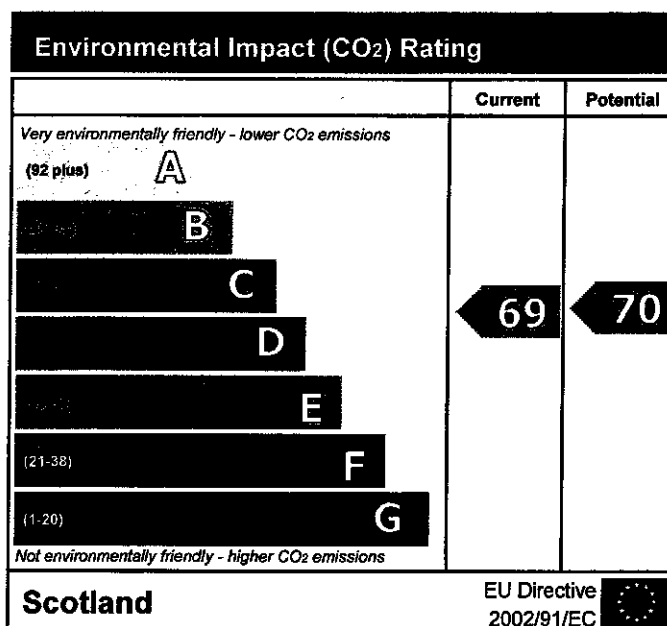 Environmental Impact (CO2) Rating
Current Potential
Very environmentally friendly - lower CO2 emissions
(92 plus) A
B
C
69 70
D
E
(21-38) F
(1-20) G
Not environmentally friendly - higher CO2 emissions
Scotland
EU Directive
2002/91/EC